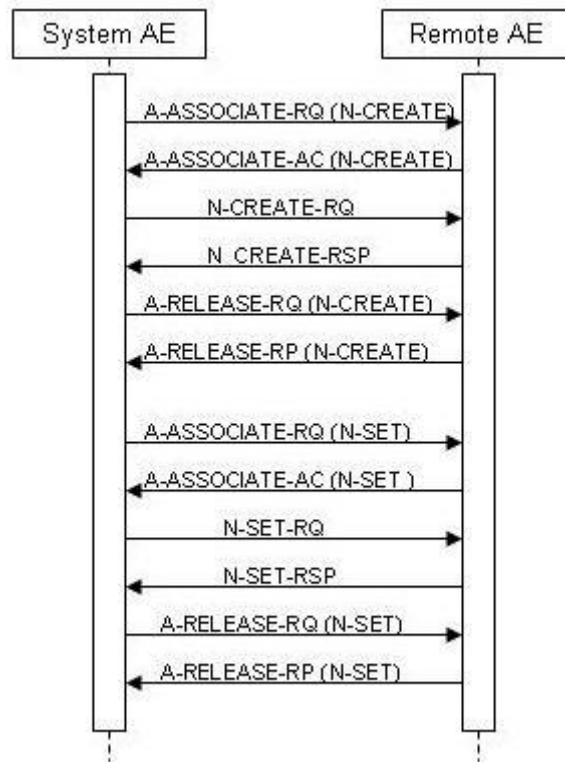 System AE
Remote AE
A-ASSOCIATE-RQ (N-CREATE)
A-ASSOCIATE-AC (N-CREATE)
N-CREATE-RQ
N CREATE-RSP
A-RELEASE-RQ (N-CREATE)
A-RELEASE-RP (N-CREATE)
A-ASSOCIATE-RQ (N-SET)
A-ASSOCIATE-AC (N-SET )
N-SET-RQ
N-SET-RSP
A-RELEASE-RQ (N-SET)
A-RELEASE-RP (N-SET)